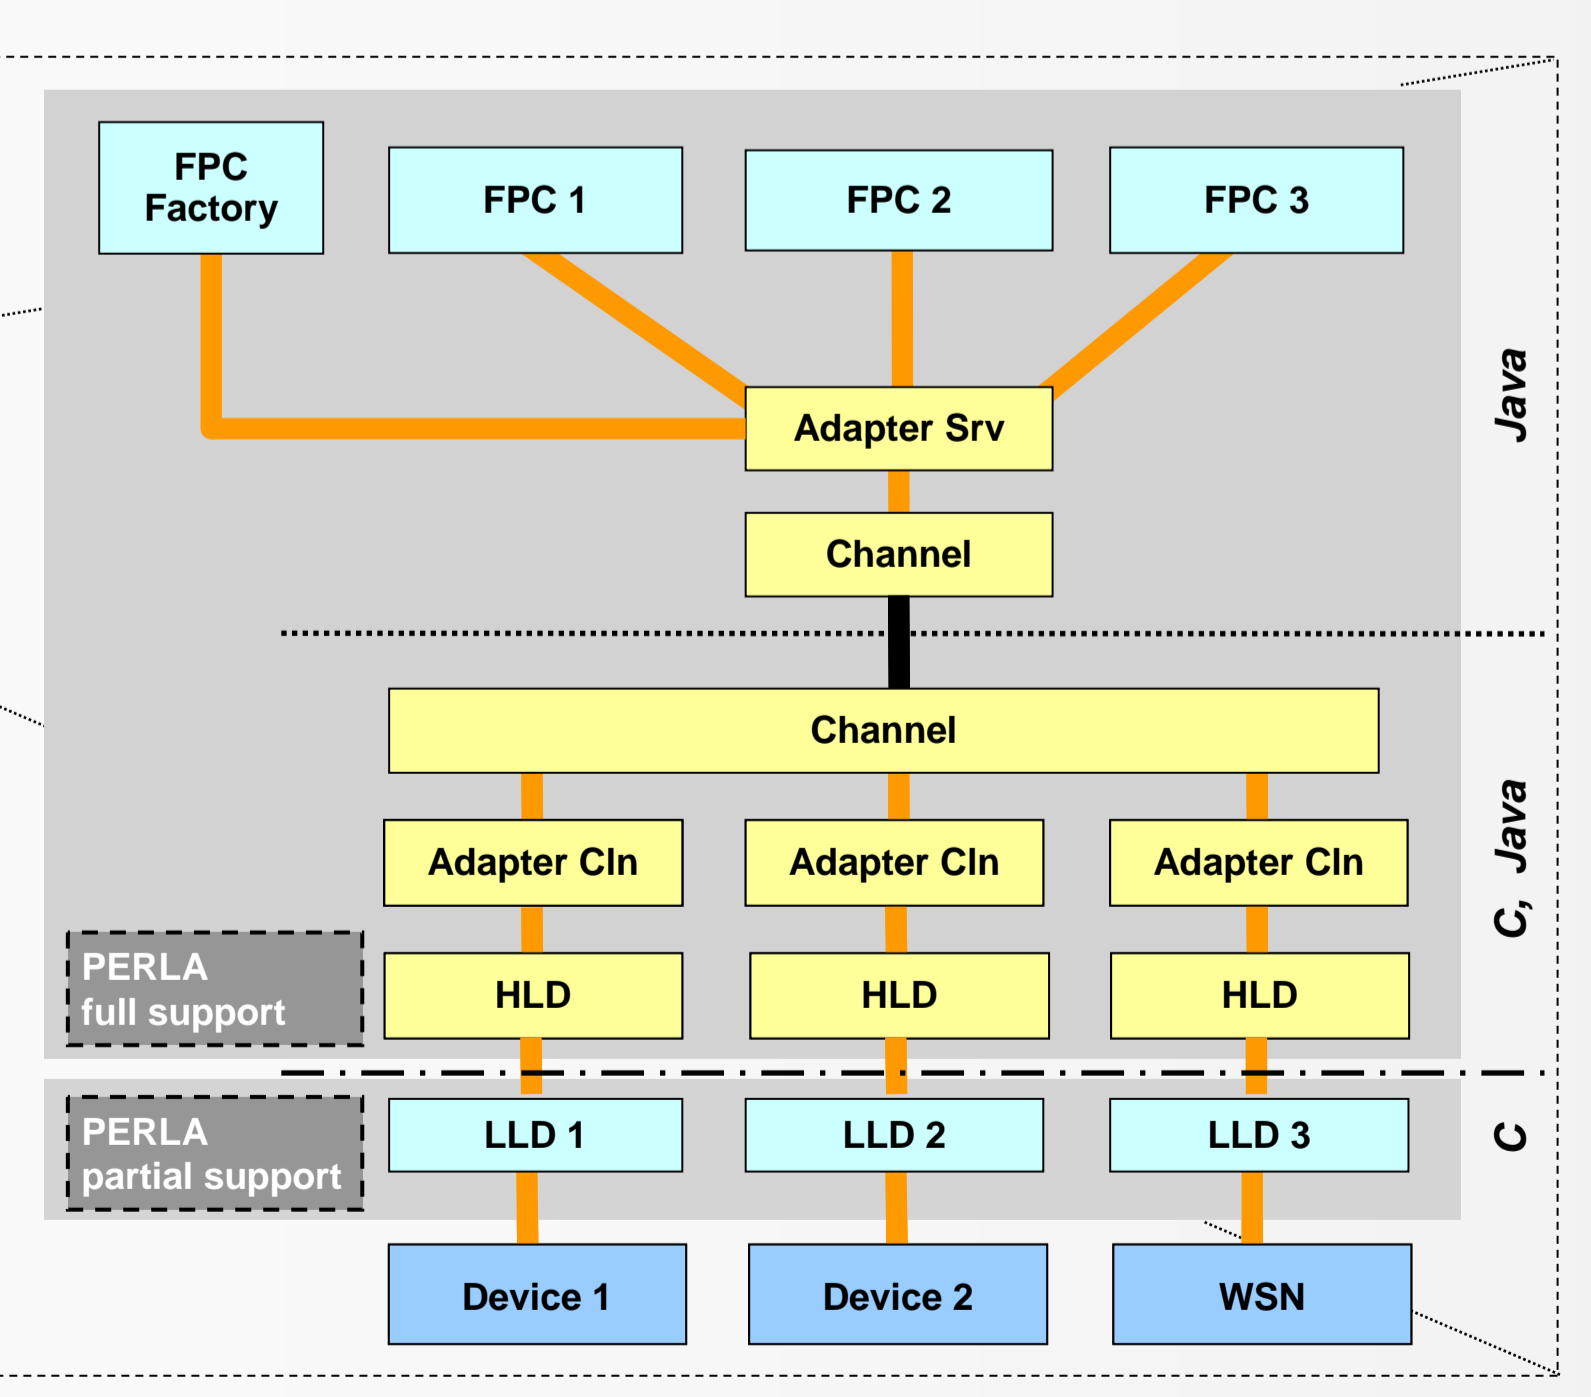 FPC
Factory
FPC 1
FPC 2
FPC 3
Java
Adapter Srv
Channel
Channel
C, Java
Adapter Cln
Adapter Cln
Adapter Cln
PERLA
full support
HLD
HLD
HLD
PERLA
partial support
LLD 1
LLD 2
LLD 3
C
Device 1
Device 2
WSN